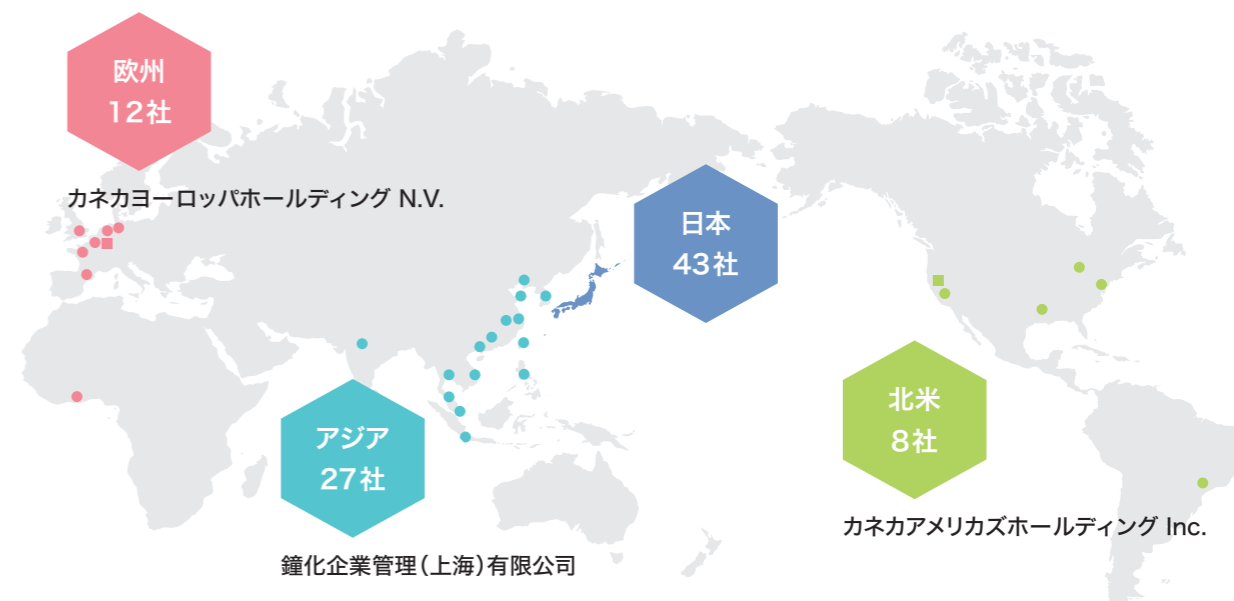 欧州
12社
カネカヨーロッパホールディング N.V.
日本
43社
アジア
27社
鐘化企業管理（上海）有限公司
北米
8社
カネカアメリカズホールディング Inc.